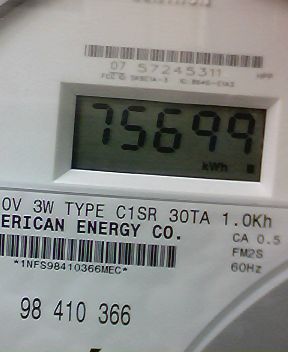 07 57245311
75699
kWh
0V 3W TYPE C1SR 30TA 1.0Kh
ERICAN ENERGY CO.
CA 0.5
FM2S
60Hz
*1NFS98410366MEC*
98 410 366